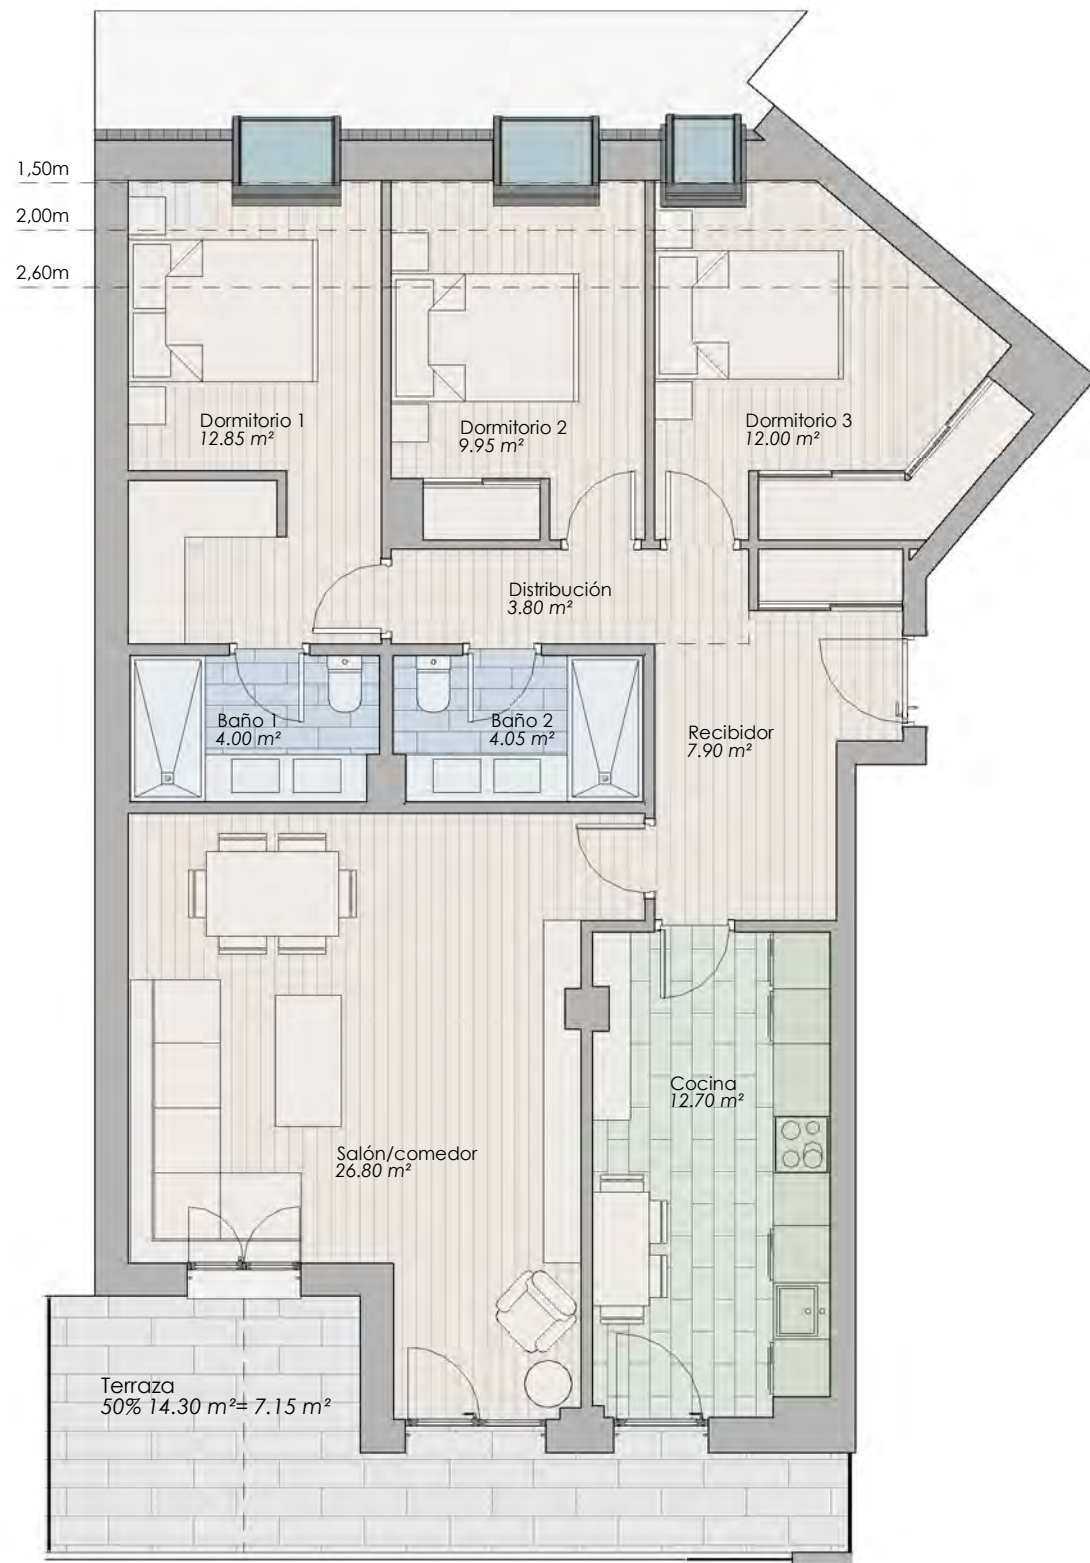 1,50m
2,00m
2,60m
Dormitorio 1
12.85 m²
Dormitorio 2
9.95 m²
Dormitorio 3
12.00 m²
Distribución
3.80 m²
Baño 1
4.00 m²
Baño 2
4.05 m²
Recibidor
7.90 m²
Cocina
12.70 m²
Salón/comedor
26.80 m²
Terraza
50% 14.30 m²= 7.15 m²